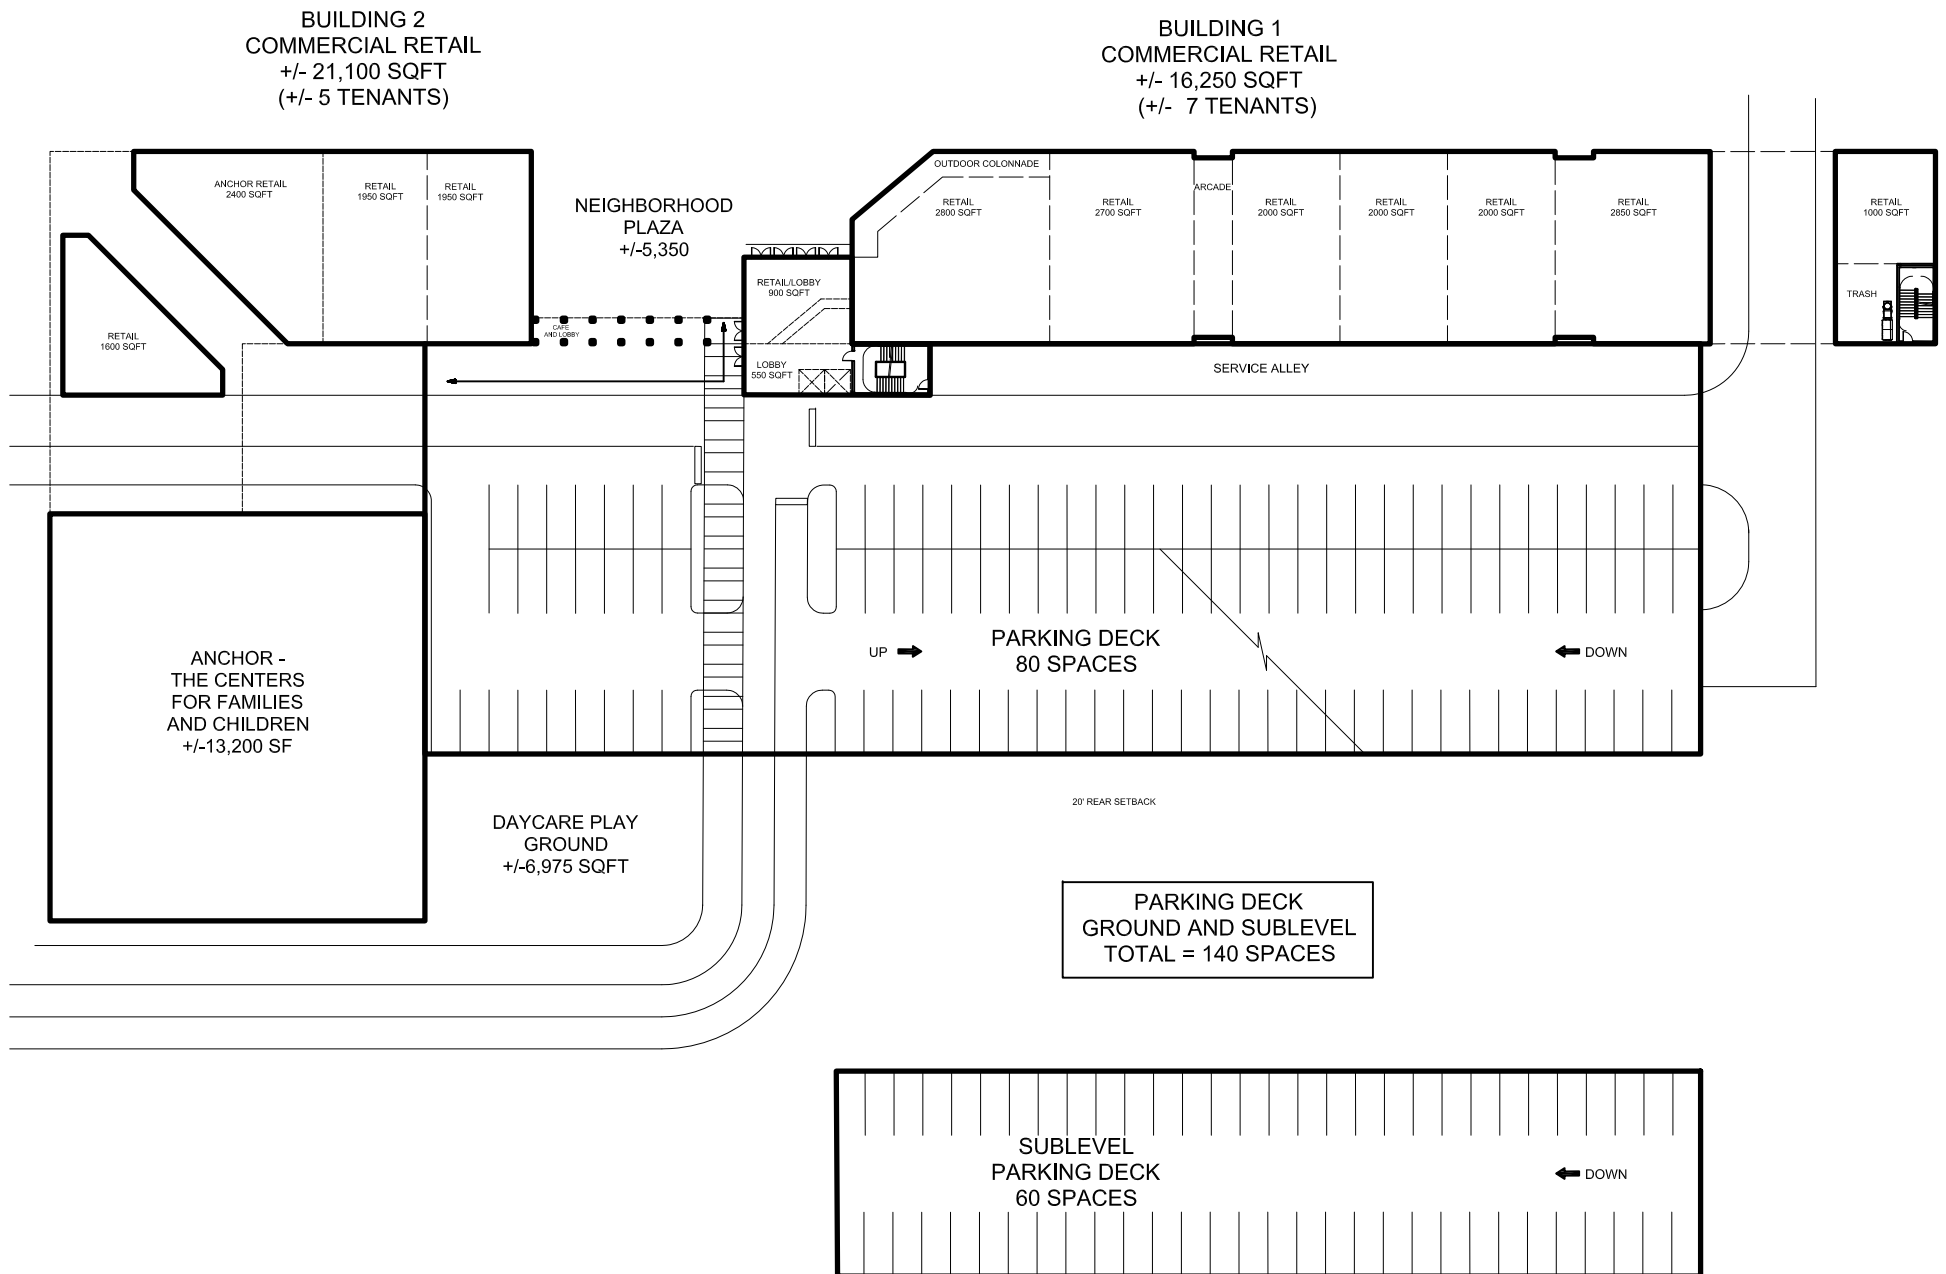 BUILDING 2
COMMERCIAL RETAIL
+/- 21,100 SQFT
(+/- 5 TENANTS)
BUILDING 1
COMMERCIAL RETAIL
+/- 16,250 SQFT
(+/- 7 TENANTS)
ANCHOR RETAIL
2400 SQFT
RETAIL
1950 SQFT
RETAIL
1950 SQFT
NEIGHBORHOOD
PLAZA
+/-5,350
OUTDOOR COLONNADE
RETAIL
2800 SQFT
RETAIL
2700 SQFT
ARCADE
RETAIL
2000 SQFT
RETAIL
2000 SQFT
RETAIL
2000 SQFT
RETAIL
2850 SQFT
RETAIL
1000 SQFT
RETAIL/LOBBY
900 SQFT
TRASH
RETAIL
1600 SQFT
CAFE
AND LOBBY
LOBBY
550 SQFT
SERVICE ALLEY
UP
PARKING DECK
80 SPACES
DOWN
ANCHOR -
THE CENTERS
FOR FAMILIES
AND CHILDREN
+/-13,200 SF
20' REAR SETBACK
DAYCARE PLAY
GROUND
+/-6,975 SQFT
PARKING DECK
GROUND AND SUBLEVEL
TOTAL = 140 SPACES
SUBLEVEL
PARKING DECK
60 SPACES
DOWN